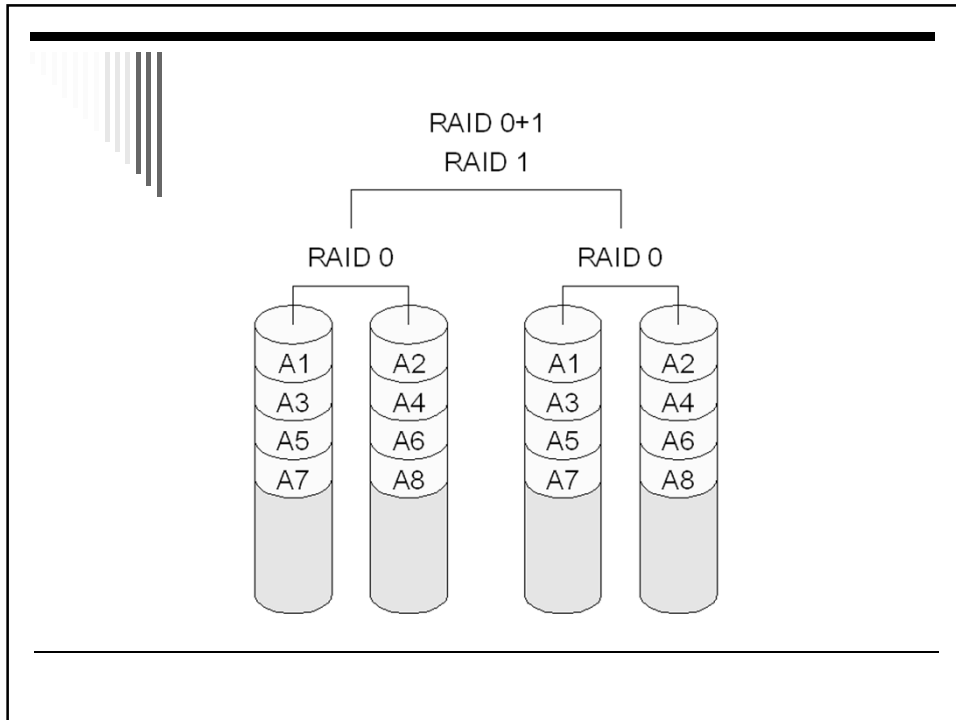 RAID 0+1
RAID 1
RAID 0 RAID 0
A1 A2 A1 A2
A3 A4 A3 A4
A5 A6 A5 A6
A7 A8 A7 A8